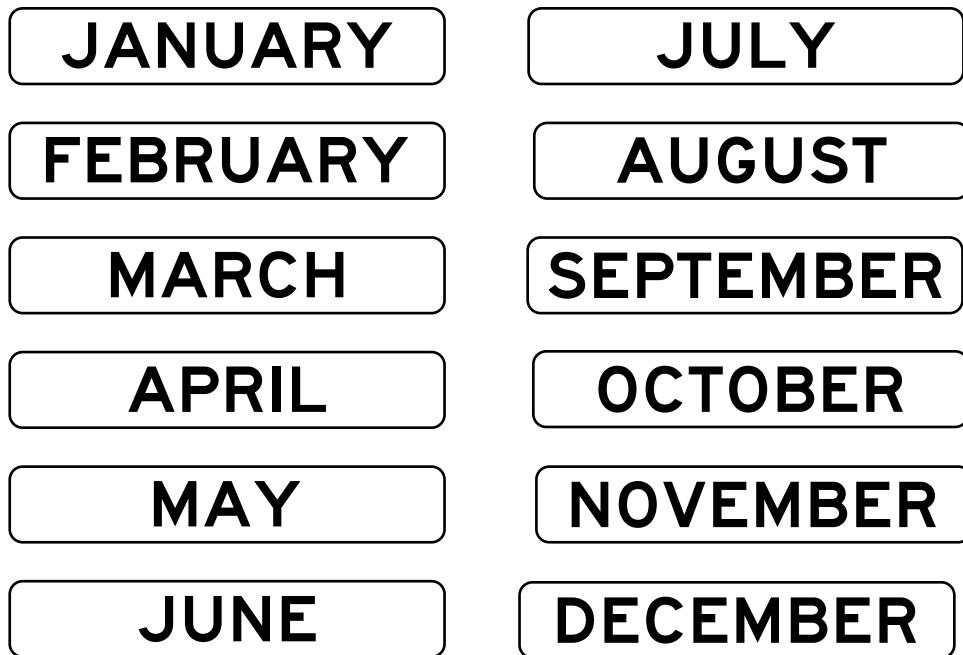 JANUARY
FEBRUARY
MARCH
APRIL
MAY
JUNE
JULY
AUGUST
SEPTEMBER
OCTOBER
NOVEMBER
DECEMBER